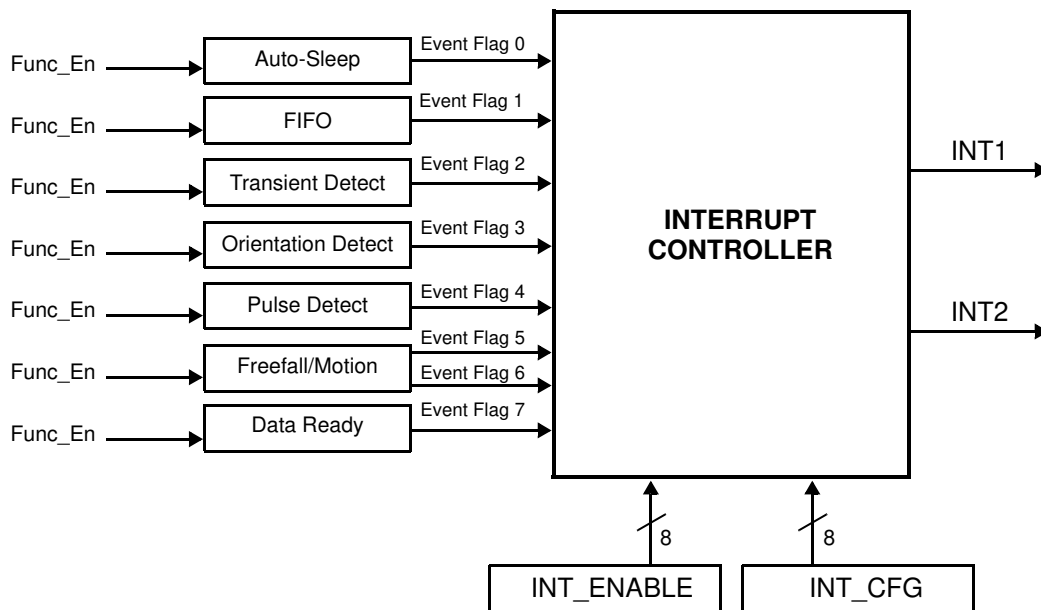 Func_En
Auto-Sleep
Event Flag 0
Func_En
FIFO
Event Flag 1
Func_En
Transient Detect
Event Flag 2
Func_En
Orientation Detect
Event Flag 3
Func_En
Pulse Detect
Event Flag 4
Func_En
Freefall/Motion
Event Flag 5
Event Flag 6
Func_En
Data Ready
Event Flag 7
INTERRUPT
CONTROLLER
INT1
INT2
8
8
INT_ENABLE
INT_CFG